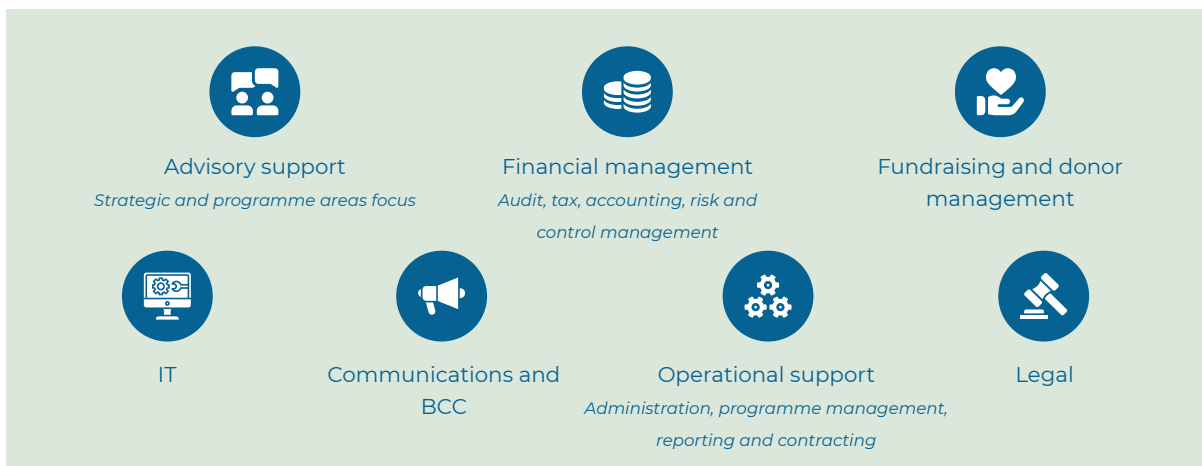 Advisory support
Strategic and programme areas focus
Financial management
Audit, tax, accounting, risk and
control management
Fundraising and donor
management
IT
Communications and
BCC
Operational support
Administration, programme management,
reporting and contracting
Legal